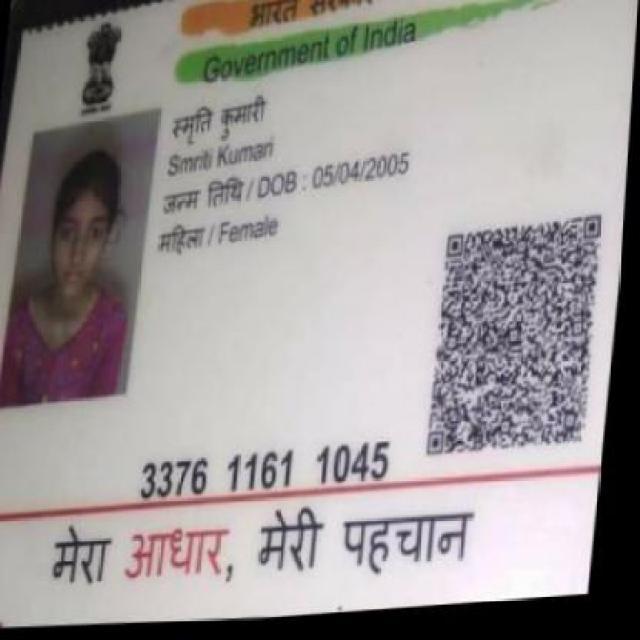 भारत सरकार
Government of India
स्मृति कुमारी
Smriti Kumari
जन्म तिथि / DOB : 05/04/2005
महिला / Female
3376 1161 1045
मेरा आधार, मेरी पहचान